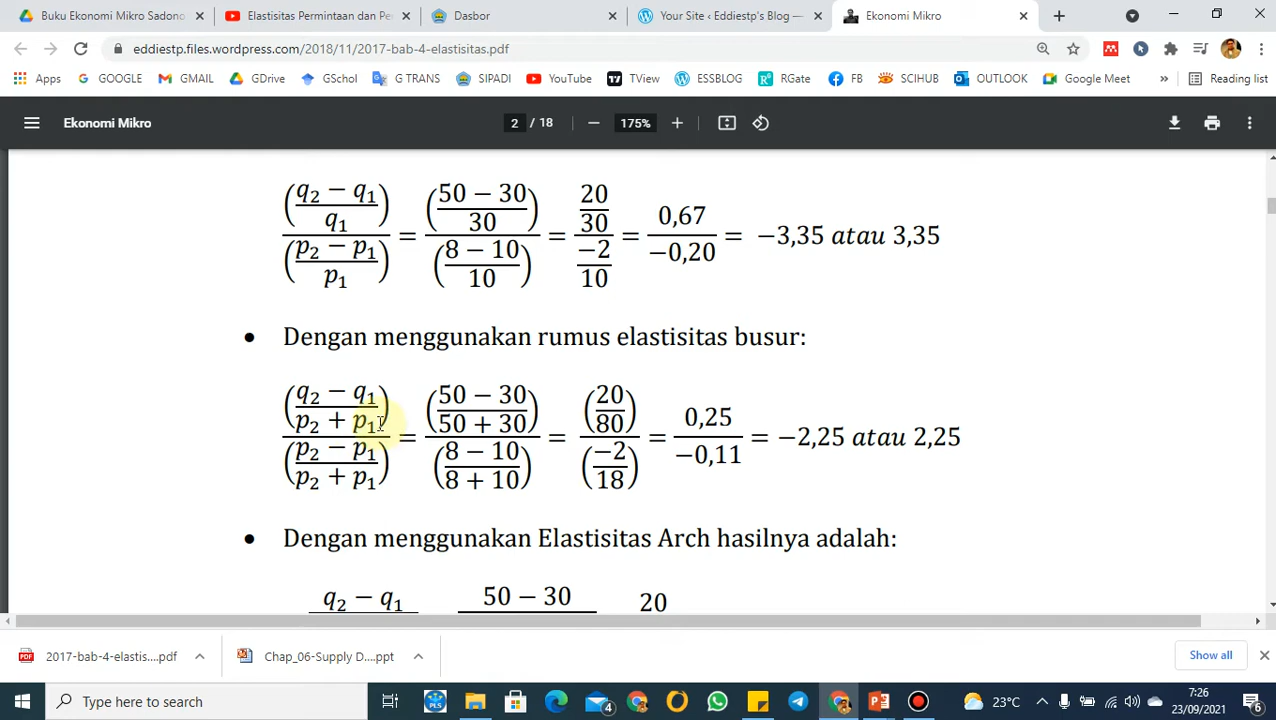 Buku Ekonomi Mikro Sadaso
Elastisitas Permintaan dan Pe
Dasbor
Your Site ‹ Eddiestp's Blog —
Ekonomi Mikro
eddiestp.files.wordpress.com/2018/11/2017-bab-4-elastisitas.pdf
Apps GOOGLE GMAIL GDrive GSchol G TRANS SIPADI YouTube TView ESSBLOG RGate FB SCIHUB OUTLOOK Google Meet » Reading list
Ekonomi Mikro 2 / 18 − 175% +
((q₂ − q₁)/q₁)/((p₂ − p₁)/p₁) = ((50 − 30)/30)/((8 − 10)/10) = (20/30)/(−2/10) = 0,67/−0,20 = −3,35 atau 3,35
• Dengan menggunakan rumus elastisitas busur:
((q₂ − q₁)/(p₂ + p₁))/((p₂ − p₁)/(p₂ + p₁)) = ((50 − 30)/(50 + 30))/((8 − 10)/(8 + 10)) = (20/80)/(−2/18) = 0,25/−0,11 = −2,25 atau 2,25
• Dengan menggunakan Elastisitas Arch hasilnya adalah:
q₂ − q₁ 50 − 30 20
2017-bab-4-elastis....pdf
Chap_06-Supply D....ppt
Show all
Type here to search
PLS
4
23°C
7:26
23/09/2021
6